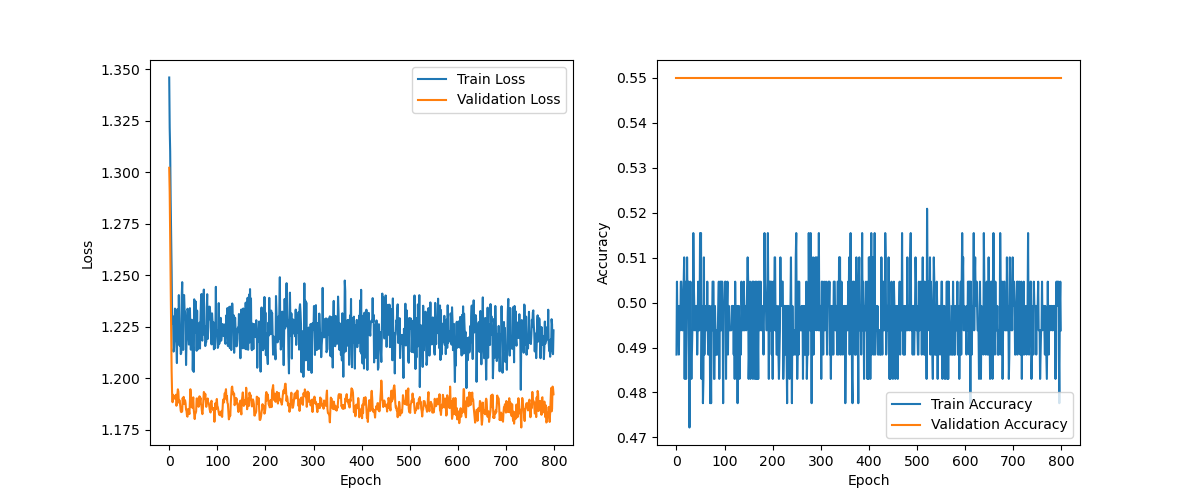 1.350
1.325
1.300
1.275
1.250
1.225
1.200
1.175
Loss
0 100 200 300 400 500 600 700 800
Epoch
Train Loss
Validation Loss
0.55
0.54
0.53
0.52
0.51
0.50
0.49
0.48
0.47
Accuracy
0 100 200 300 400 500 600 700 800
Epoch
Train Accuracy
Validation Accuracy